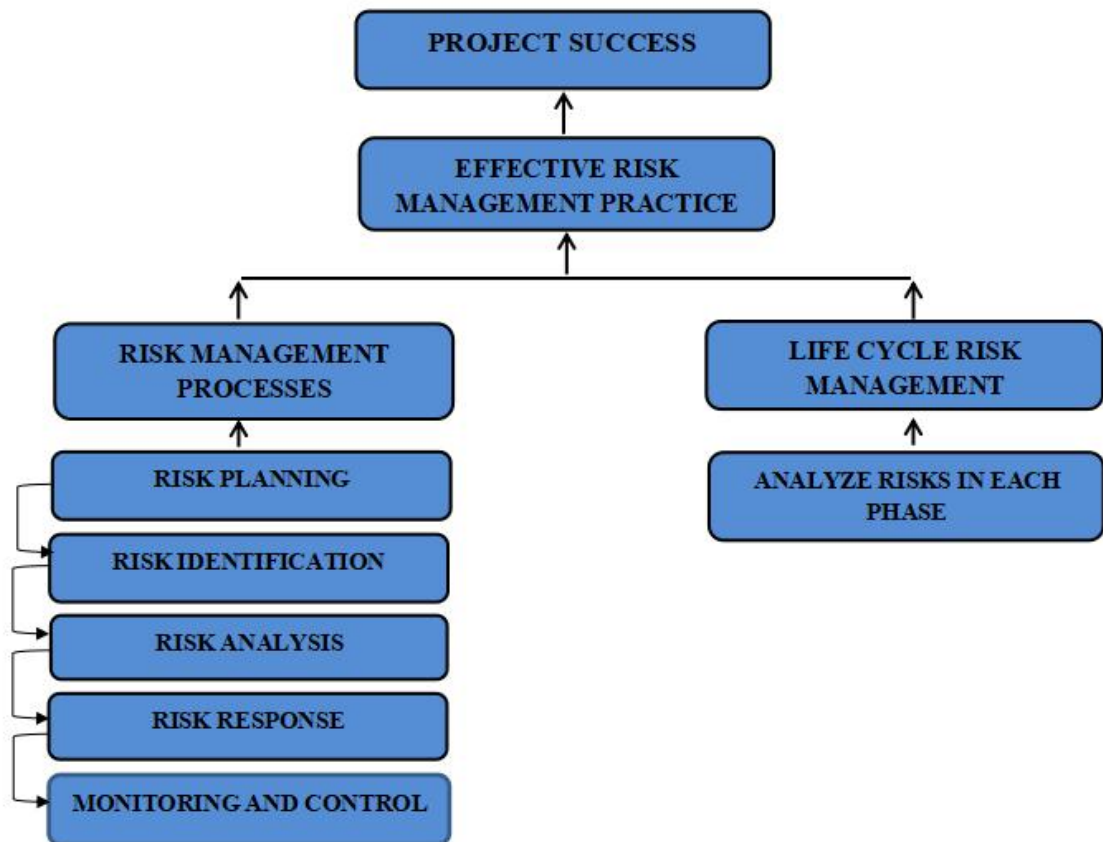 PROJECT SUCCESS
EFFECTIVE RISK
MANAGEMENT PRACTICE
RISK MANAGEMENT
PROCESSES
LIFE CYCLE RISK
MANAGEMENT
RISK PLANNING
ANALYZE RISKS IN EACH
PHASE
RISK IDENTIFICATION
RISK ANALYSIS
RISK RESPONSE
MONITORING AND CONTROL